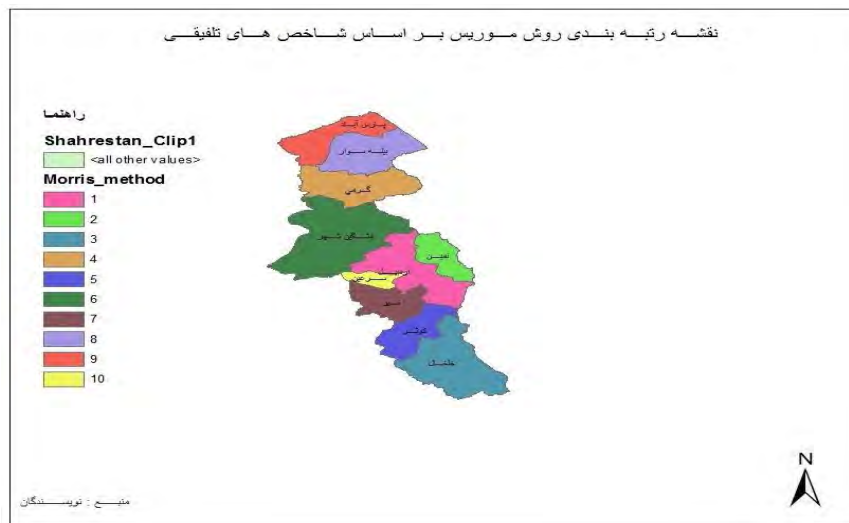 نقشه رتبه بندی روش موریس بر اساس شاخص های تلفیقی
راهنما
Shahrestan_Clip1
<all other values>
Morris_method
1
2
3
4
5
6
7
8
9
10
پارس آباد
بیله سوار
گرمی
مشگین شهر
نمین
اردبیل
سرعین
نیر
کوثر
خلخال
N
منبع : نویسندگان